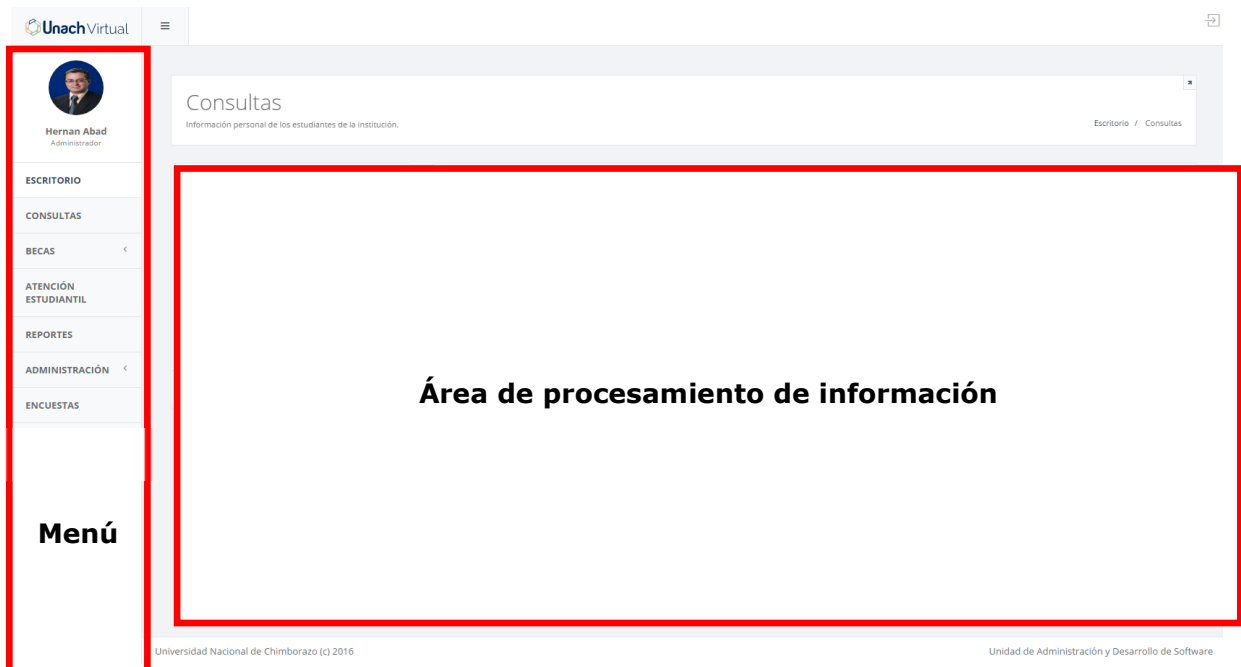 Unach Virtual
Hernan Abad
Administrador
ESCRITORIO
CONSULTAS
BECAS
ATENCIÓN
ESTUDIANTIL
REPORTES
ADMINISTRACIÓN
ENCUESTAS
Menú
Consultas
Información personal de los estudiantes de la institución.
Escritorio / Consultas
Área de procesamiento de información
Universidad Nacional de Chimborazo (c) 2016
Unidad de Administración y Desarrollo de Software